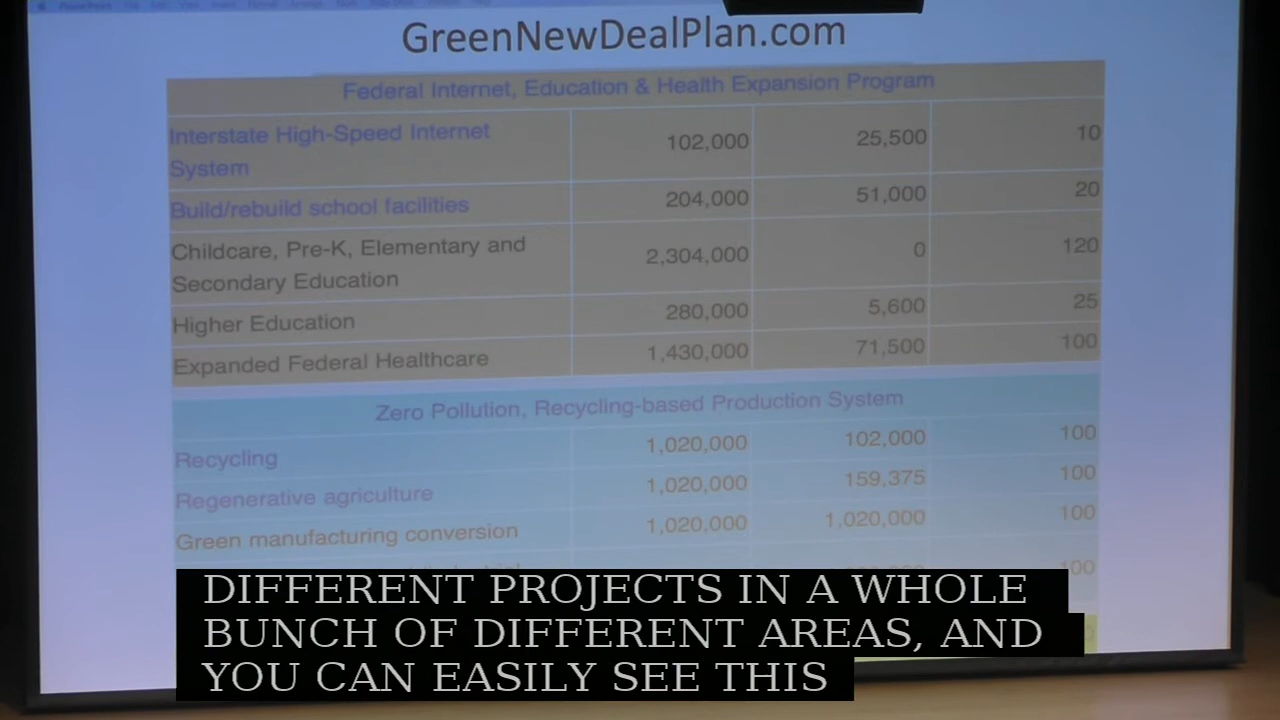 GreenNewDealPlan.com
Federal Internet, Education & Health Expansion Program
Interstate High-Speed Internet System 102,000 25,500 10
Build/rebuild school facilities 204,000 51,000 20
Childcare, Pre-K, Elementary and Secondary Education 2,304,000 0 120
Higher Education 280,000 5,600 25
Expanded Federal Healthcare 1,430,000 71,500 100
Zero Pollution, Recycling-based Production System
Recycling 1,020,000 102,000 100
Regenerative agriculture 1,020,000 159,375 100
Green manufacturing conversion 1,020,000 1,020,000 100
100
DIFFERENT PROJECTS IN A WHOLE
BUNCH OF DIFFERENT AREAS, AND
YOU CAN EASILY SEE THIS